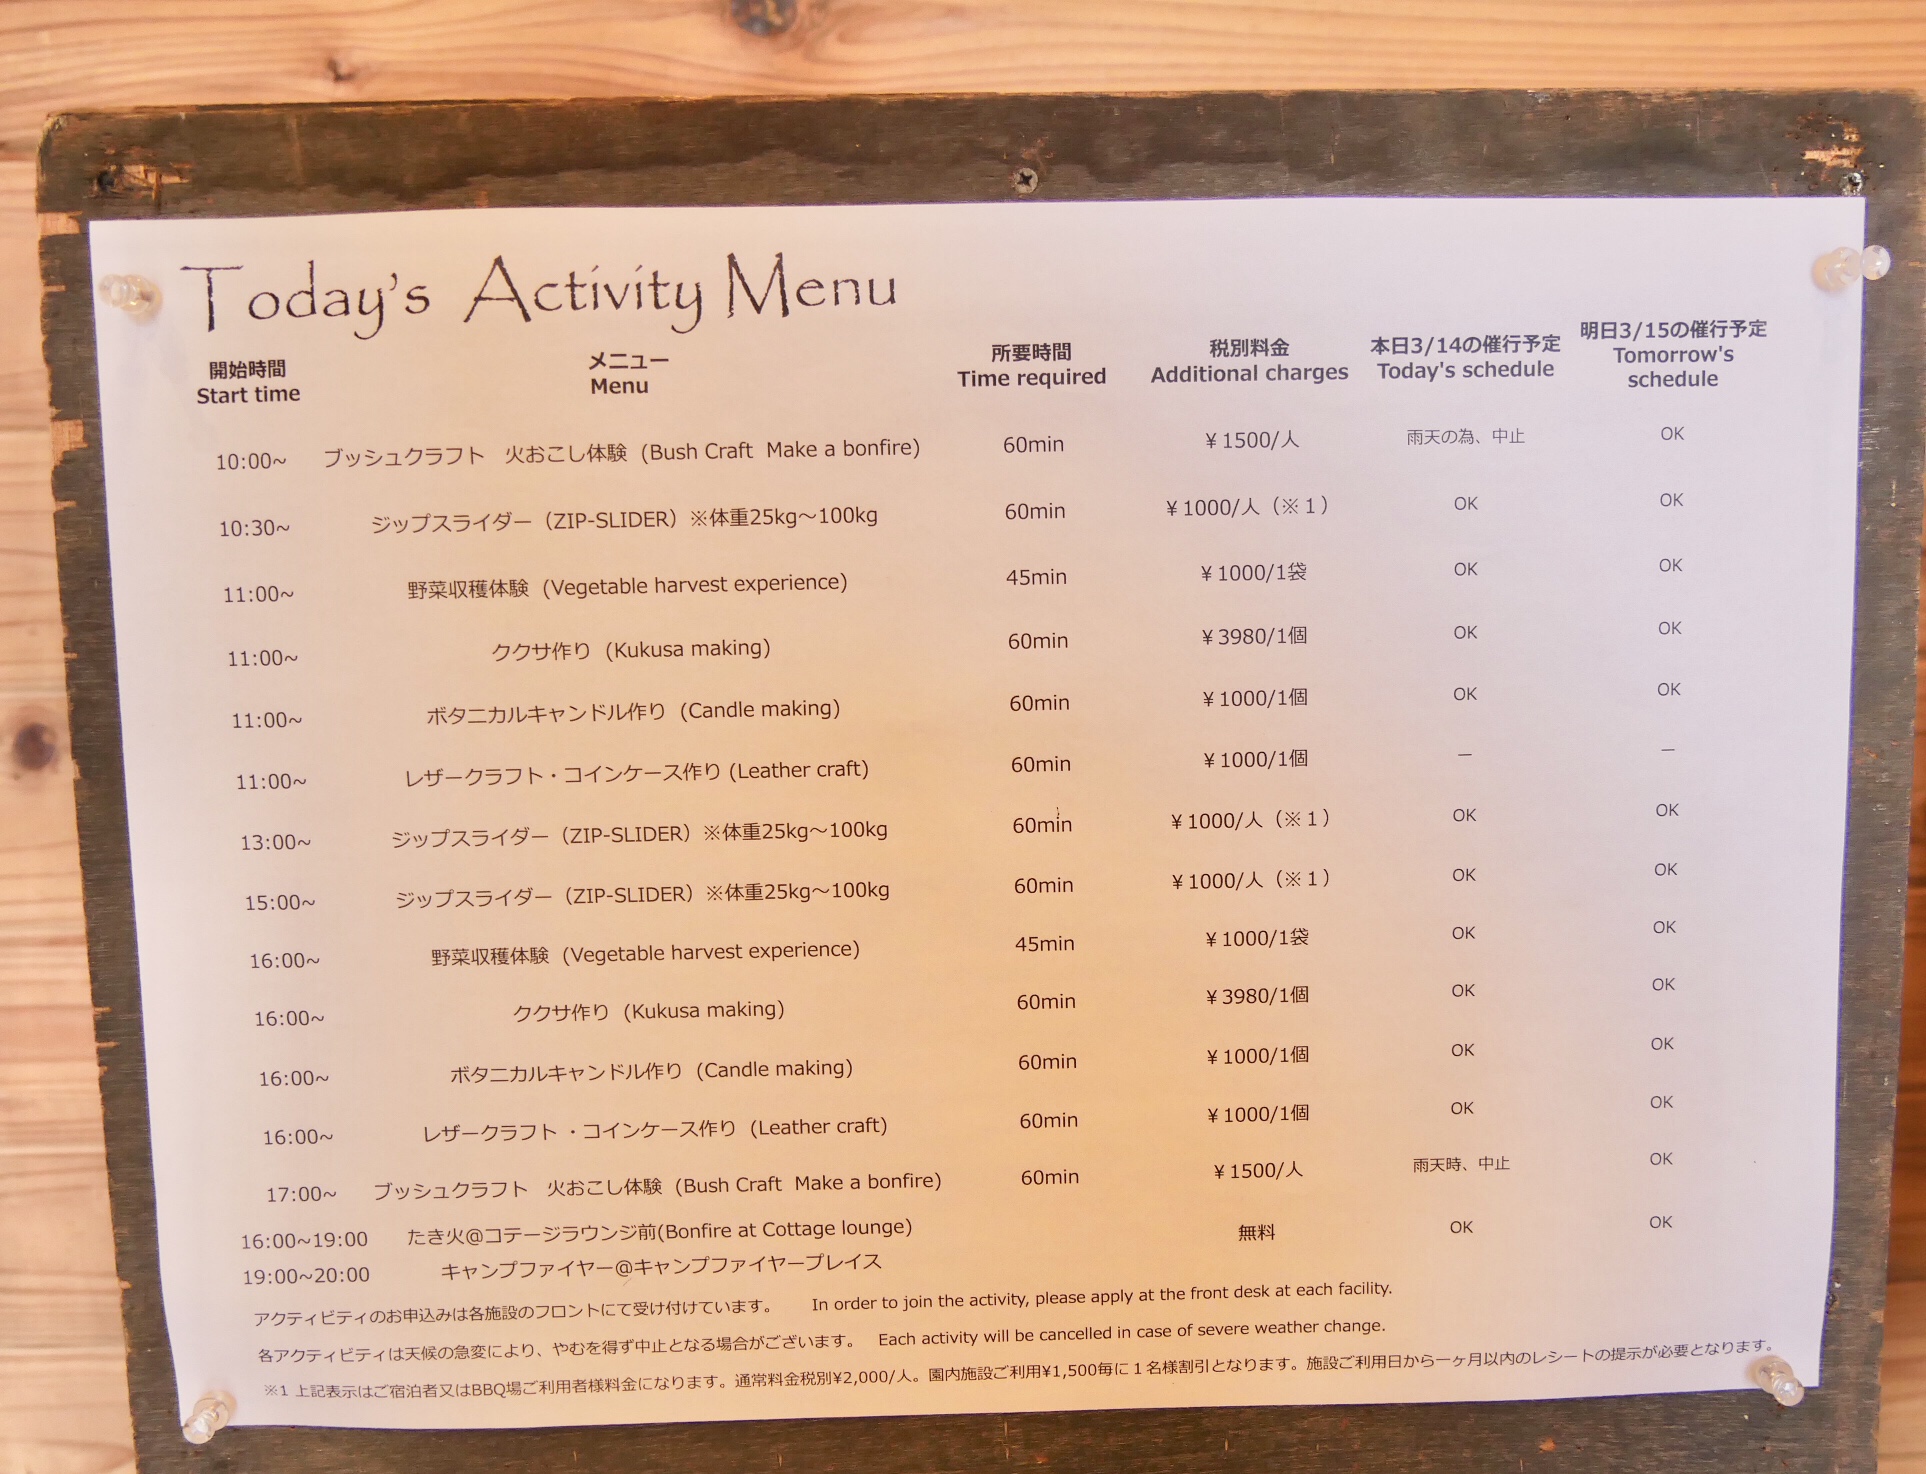 Today's Activity Menu
開始時間 メニュー 所要時間 税別料金 本日3/14の催行予定 明日3/15の催行予定
Start time Menu Time required Additional charges Today's schedule Tomorrow's schedule
10:00~ ブッシュクラフト 火おこし体験 (Bush Craft Make a bonfire) 60min ¥1500/人 雨天の為、中止 OK
10:30~ ジップスライダー（ZIP-SLIDER）※体重25kg～100kg 60min ¥1000/人（※１） OK OK
11:00~ 野菜収穫体験 (Vegetable harvest experience) 45min ¥1000/1袋 OK OK
11:00~ ククサ作り (Kukusa making) 60min ¥3980/1個 OK OK
11:00~ ボタニカルキャンドル作り (Candle making) 60min ¥1000/1個 OK OK
11:00~ レザークラフト・コインケース作り (Leather craft) 60min ¥1000/1個 — —
13:00~ ジップスライダー（ZIP-SLIDER）※体重25kg～100kg 60min ¥1000/人（※１） OK OK
15:00~ ジップスライダー（ZIP-SLIDER）※体重25kg～100kg 60min ¥1000/人（※１） OK OK
16:00~ 野菜収穫体験 (Vegetable harvest experience) 45min ¥1000/1袋 OK OK
16:00~ ククサ作り (Kukusa making) 60min ¥3980/1個 OK OK
16:00~ ボタニカルキャンドル作り (Candle making) 60min ¥1000/1個 OK OK
16:00~ レザークラフト ・コインケース作り (Leather craft) 60min ¥1000/1個 OK OK
17:00~ ブッシュクラフト 火おこし体験 (Bush Craft Make a bonfire) 60min ¥1500/人 雨天時、中止 OK
16:00~19:00 たき火@コテージラウンジ前(Bonfire at Cottage lounge) 無料 OK OK
19:00~20:00 キャンプファイヤー@キャンプファイヤープレイス
アクティビティのお申込みは各施設のフロントにて受け付けています。 In order to join the activity, please apply at the front desk at each facility.
各アクティビティは天候の急変により、やむを得ず中止となる場合がございます。 Each activity will be cancelled in case of severe weather change.
※1 上記表示はご宿泊者又はBBQ場ご利用者様料金になります。通常料金税別¥2,000/人。園内施設ご利用¥1,500毎に１名様割引となります。施設ご利用日から一ヶ月以内のレシートの提示が必要となります。